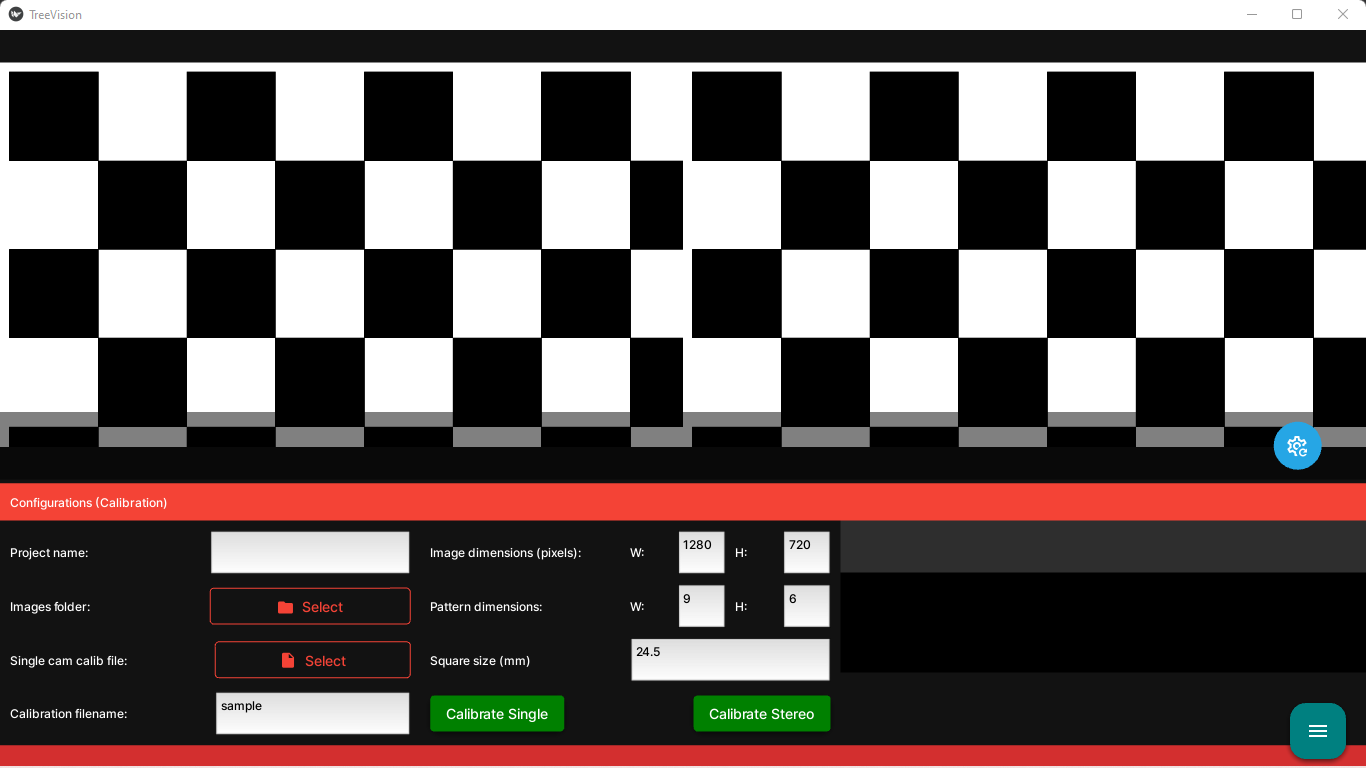 TreeVision
Configurations (Calibration)
Project name:
Image dimensions (pixels): W: 1280 H: 720
Images folder: Select
Pattern dimensions: W: 9 H: 6
Single cam calib file: Select
Square size (mm) 24.5
Calibration filename: sample
Calibrate Single
Calibrate Stereo